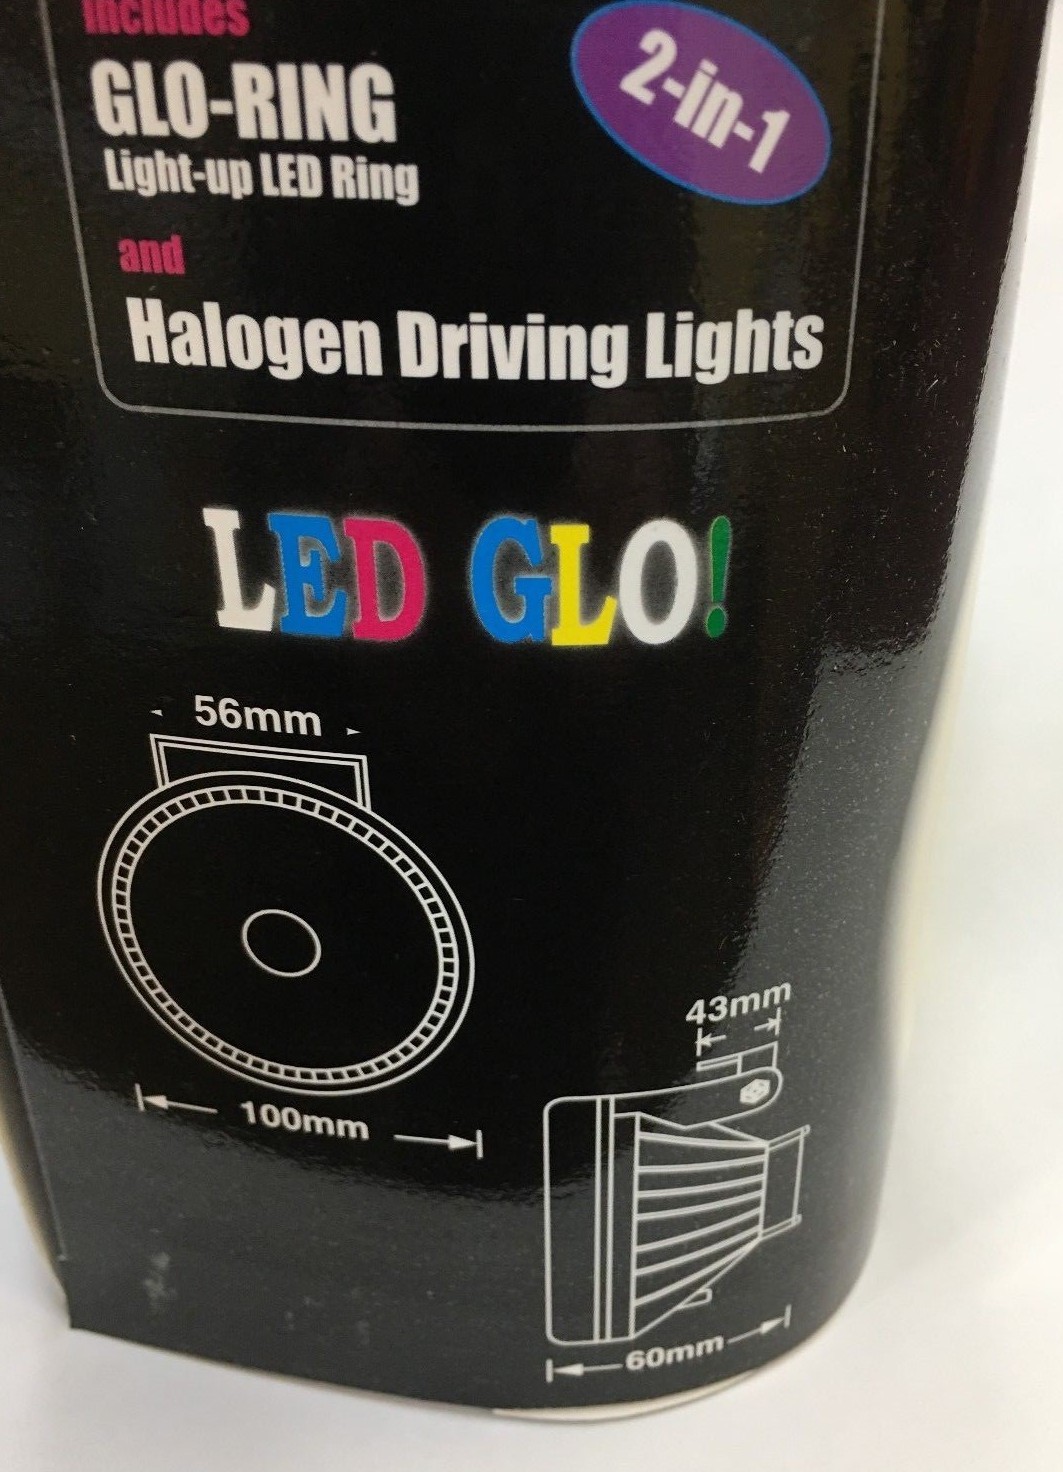 includes
GLO-RING
Light-up LED Ring
2-in-1
and
Halogen Driving Lights
LED GLO!
56mm
100mm
43mm
60mm